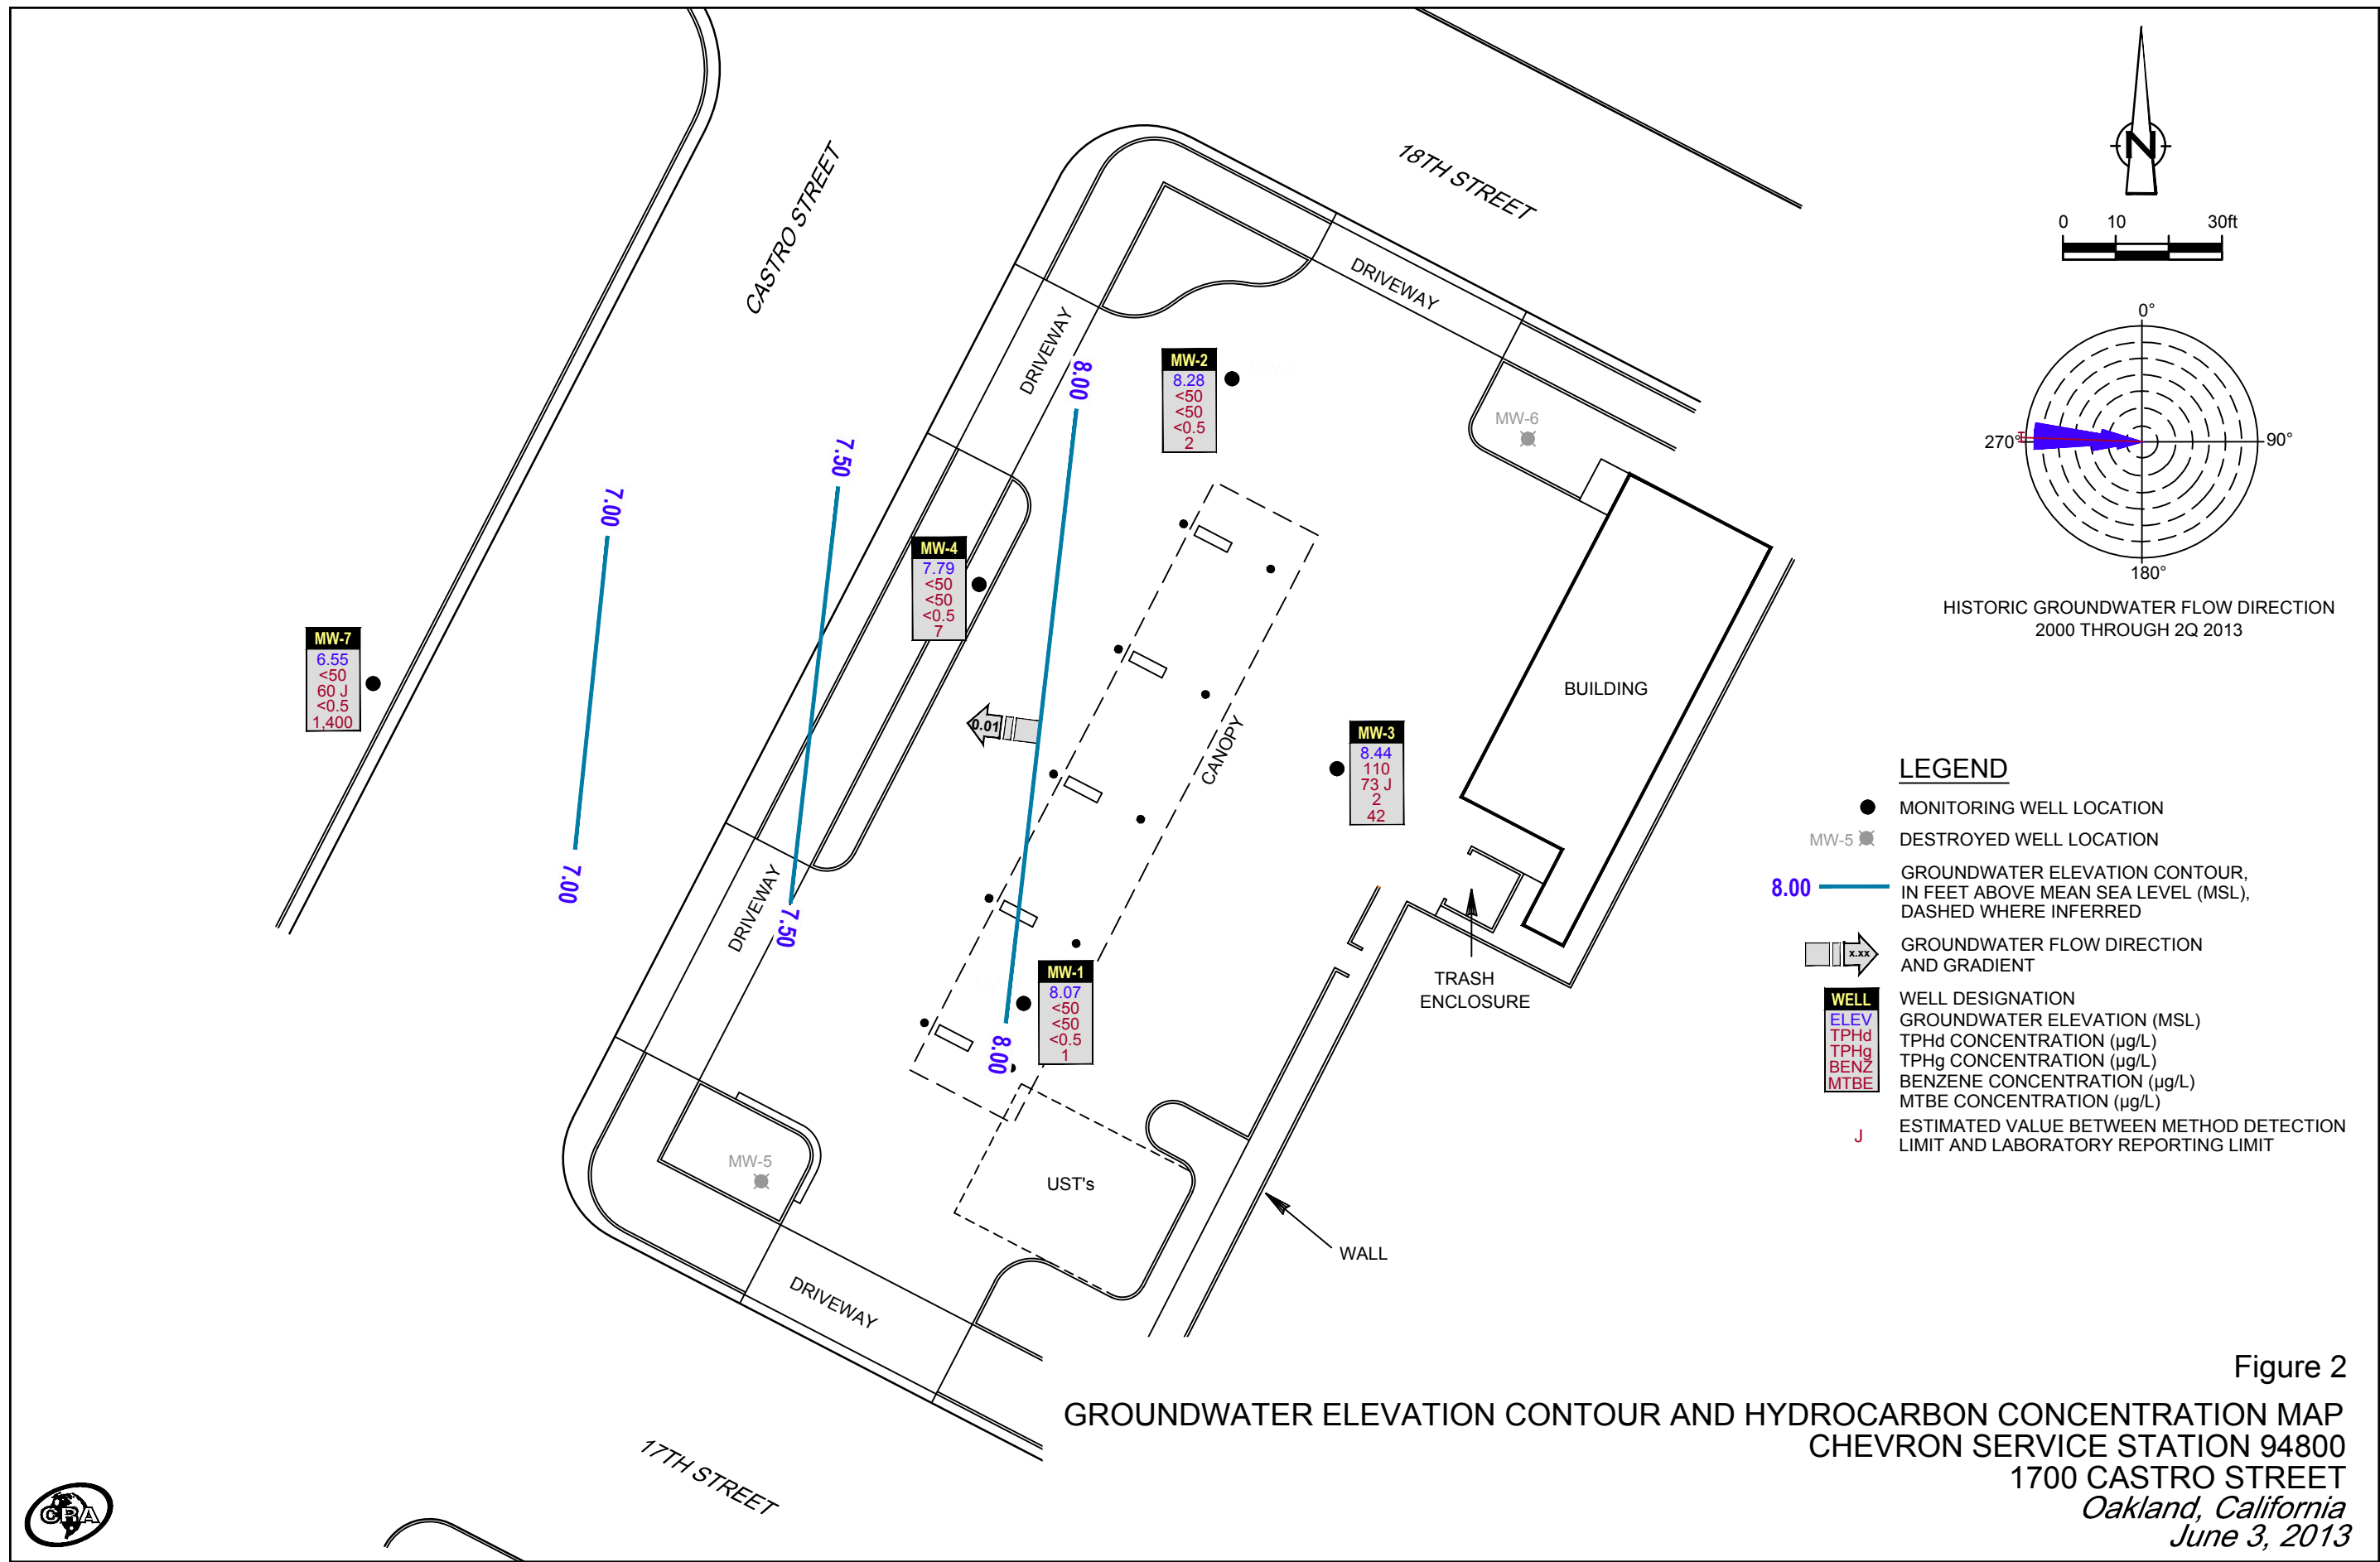 CASTRO STREET
18TH STREET
17TH STREET
DRIVEWAY
DRIVEWAY
DRIVEWAY
DRIVEWAY
8.00
8.00
7.50
7.50
7.00
7.00
MW-2
8.28
<50
<50
<0.5
2
MW-6
MW-4
7.79
<50
<50
<0.5
7
MW-7
6.55
<50
60 J
<0.5
1,400
0.01
CANOPY
BUILDING
MW-3
8.44
110
73 J
2
42
MW-1
8.07
<50
<50
<0.5
1
TRASH
ENCLOSURE
MW-5
UST's
WALL
N
0 10 30ft
0°
270° 90°
180°
HISTORIC GROUNDWATER FLOW DIRECTION
2000 THROUGH 2Q 2013
LEGEND
MONITORING WELL LOCATION
MW-5 DESTROYED WELL LOCATION
8.00 GROUNDWATER ELEVATION CONTOUR,
IN FEET ABOVE MEAN SEA LEVEL (MSL),
DASHED WHERE INFERRED
x.xx GROUNDWATER FLOW DIRECTION
AND GRADIENT
WELL WELL DESIGNATION
ELEV GROUNDWATER ELEVATION (MSL)
TPHd TPHd CONCENTRATION (µg/L)
TPHg TPHg CONCENTRATION (µg/L)
BENZ BENZENE CONCENTRATION (µg/L)
MTBE MTBE CONCENTRATION (µg/L)
J ESTIMATED VALUE BETWEEN METHOD DETECTION
LIMIT AND LABORATORY REPORTING LIMIT
Figure 2
GROUNDWATER ELEVATION CONTOUR AND HYDROCARBON CONCENTRATION MAP
CHEVRON SERVICE STATION 94800
1700 CASTRO STREET
Oakland, California
June 3, 2013
CRA